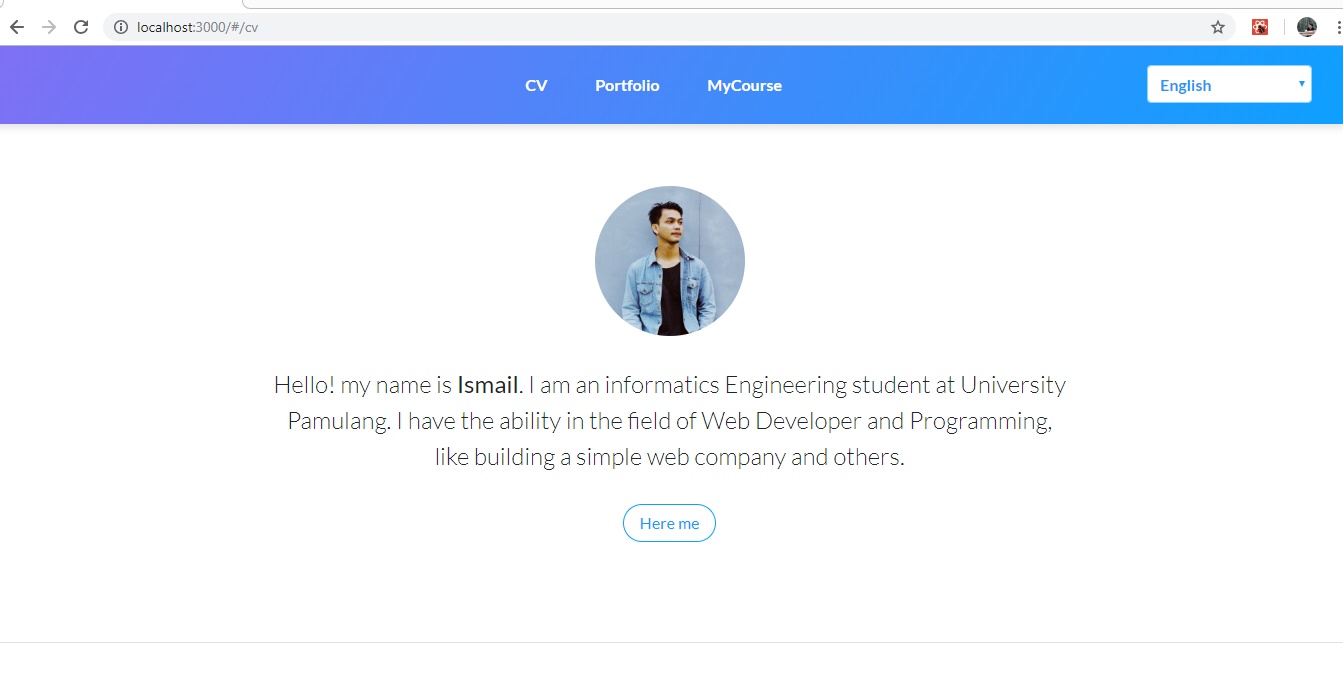 localhost:3000/#/cv
CV Portfolio MyCourse English
Hello! my name is Ismail. I am an informatics Engineering student at University
Pamulang. I have the ability in the field of Web Developer and Programming,
like building a simple web company and others.
Here me